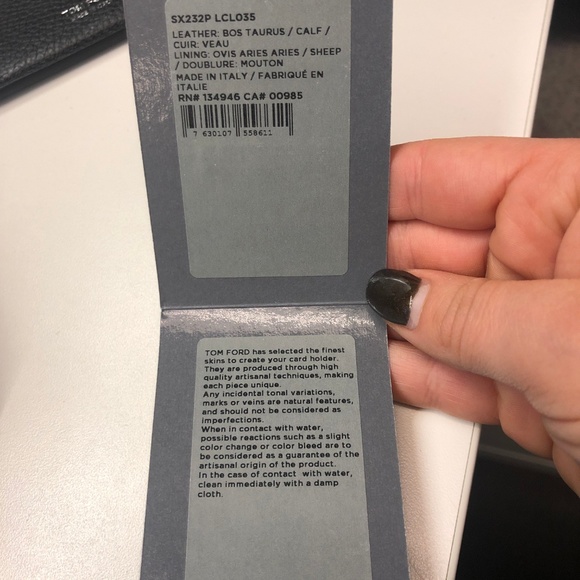 SX232P LCL035
LEATHER: BOS TAURUS / CALF /
CUIR: VEAU
LINING: OVIS ARIES ARIES / SHEEP
/ DOUBLURE: MOUTON
MADE IN ITALY / FABRIQUÉ EN
ITALIE
RN# 134946 CA# 00985
7 630107 558611
TOM FORD has selected the finest
skins to create your card holder.
They are produced through high
quality artisanal techniques, making
each piece unique.
Any incidental tonal variations,
marks or veins are natural features,
and should not be considered as
imperfections.
When in contact with water,
possible reactions such as a slight
color change or color bleed are to
be considered as a guarantee of the
artisanal origin of the product.
In the case of contact with water,
clean immediately with a damp
cloth.